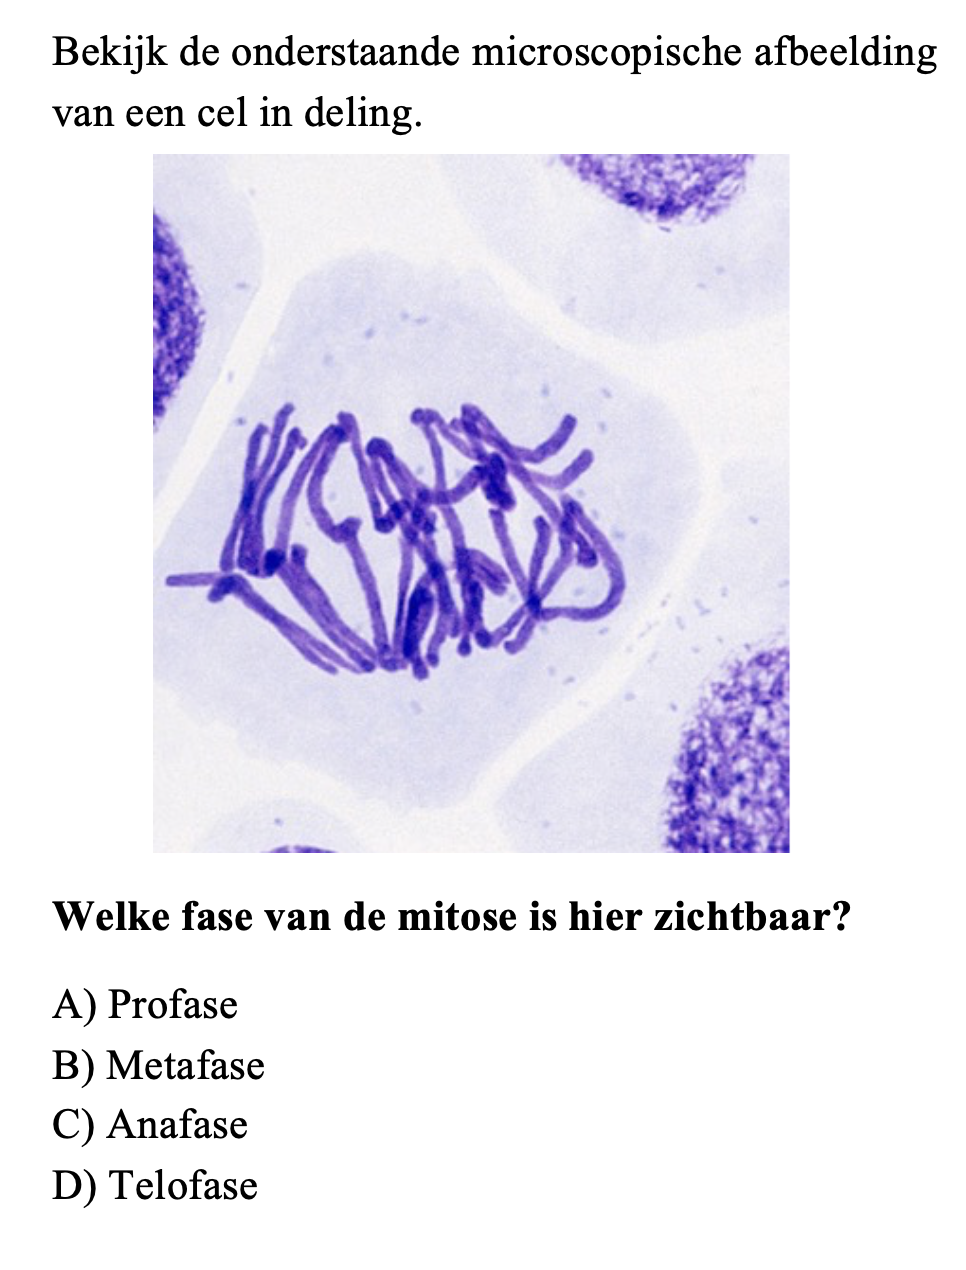 Bekijk de onderstaande microscopische afbeelding
van een cel in deling.
Welke fase van de mitose is hier zichtbaar?
A) Profase
B) Metafase
C) Anafase
D) Telofase